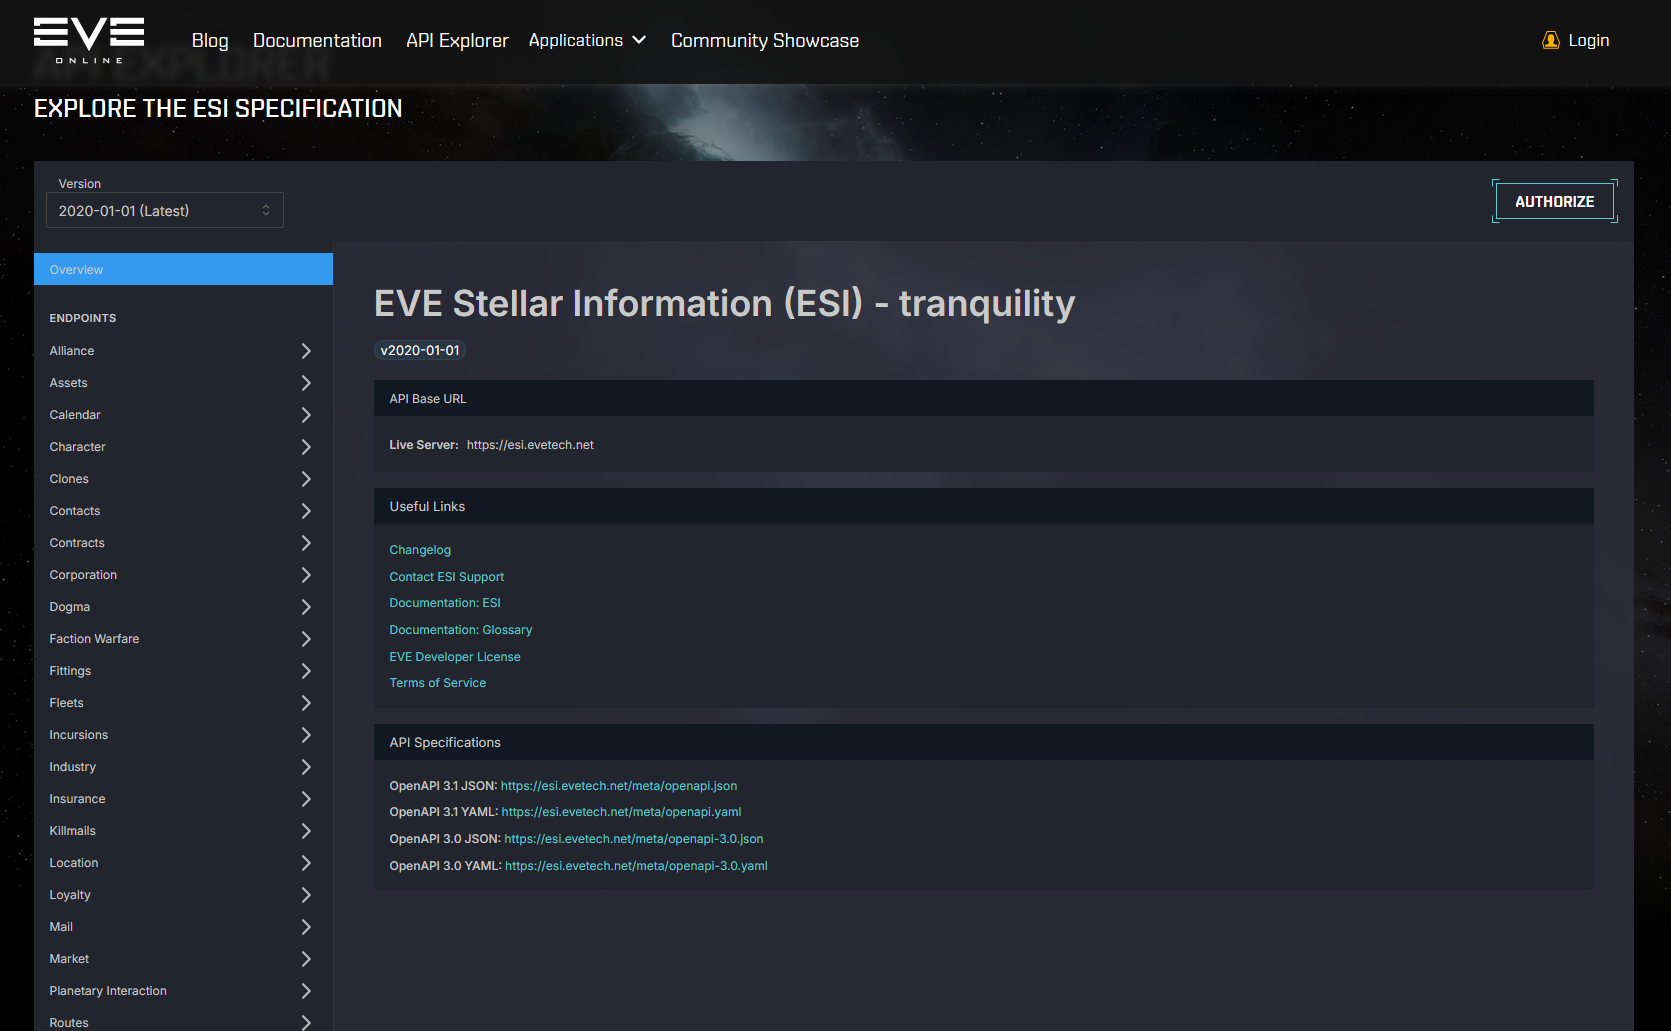 EVE
ONLINE
Blog
Documentation
API Explorer
Applications
Community Showcase
Login
API EXPLORER
EXPLORE THE ESI SPECIFICATION
Version
2020-01-01 (Latest)
AUTHORIZE
Overview
ENDPOINTS
Alliance
Assets
Calendar
Character
Clones
Contacts
Contracts
Corporation
Dogma
Faction Warfare
Fittings
Fleets
Incursions
Industry
Insurance
Killmails
Location
Loyalty
Mail
Market
Planetary Interaction
Routes
EVE Stellar Information (ESI) - tranquility
v2020-01-01
API Base URL
Live Server: https://esi.evetech.net
Useful Links
Changelog
Contact ESI Support
Documentation: ESI
Documentation: Glossary
EVE Developer License
Terms of Service
API Specifications
OpenAPI 3.1 JSON: https://esi.evetech.net/meta/openapi.json
OpenAPI 3.1 YAML: https://esi.evetech.net/meta/openapi.yaml
OpenAPI 3.0 JSON: https://esi.evetech.net/meta/openapi-3.0.json
OpenAPI 3.0 YAML: https://esi.evetech.net/meta/openapi-3.0.yaml